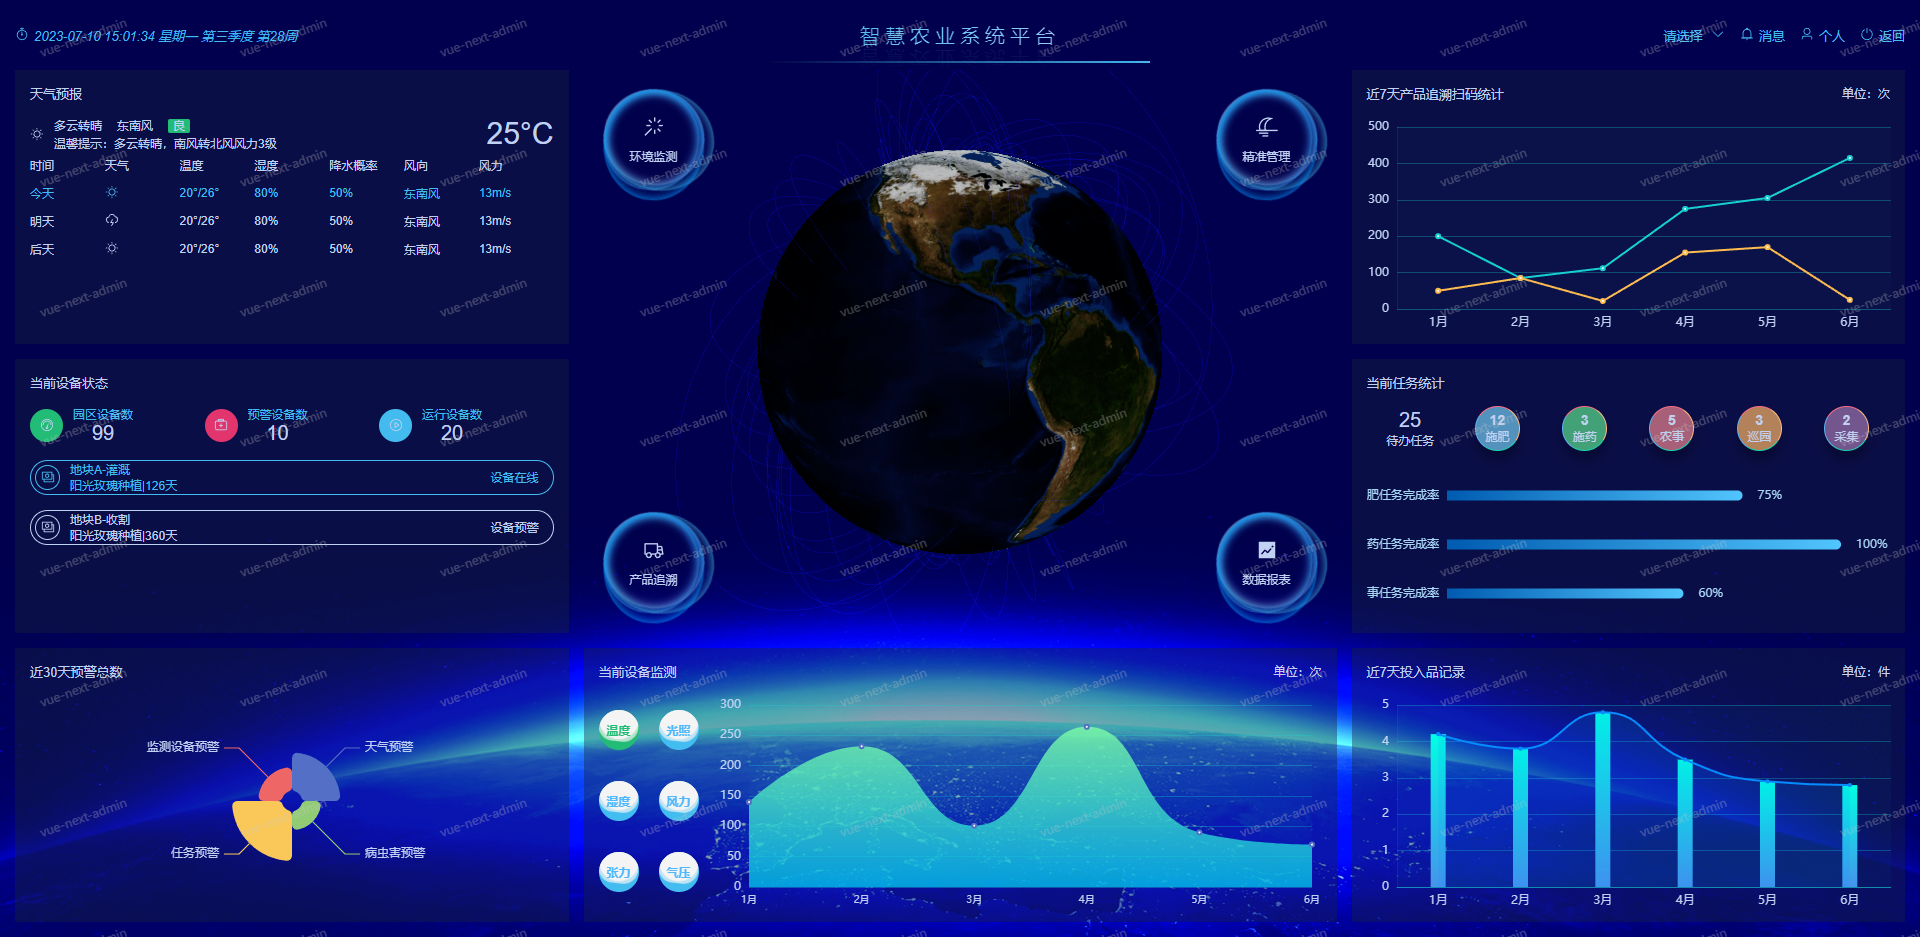 2023-07-10 15:01:34 星期一 第三季度 第28周
智慧农业系统平台
请选择 消息 个人 返回
天气预报
多云转晴 东南风 良
25°C
温馨提示：多云转晴，南风转北风风力3级
时间 天气 温度 湿度 降水概率 风向 风力
今天 20°/26° 80% 50% 东南风 13m/s
明天 20°/26° 80% 50% 东南风 13m/s
后天 20°/26° 80% 50% 东南风 13m/s
环境监测
精准管理
产品追溯
数据报表
近7天产品追溯扫码统计 单位：次
500
400
300
200
100
0
1月 2月 3月 4月 5月 6月
当前设备状态
园区设备数 预警设备数 运行设备数
99 10 20
地块A-灌溉
阳光玫瑰种植|126天
设备在线
地块B-收割
阳光玫瑰种植|360天
设备预警
当前任务统计
25
待办任务
12
施肥
3
施药
5
农事
3
巡园
2
采集
肥任务完成率 75%
药任务完成率 100%
事任务完成率 60%
近30天预警总数
监测设备预警 天气预警
任务预警 病虫害预警
当前设备监测 单位：次
温度 光照
湿度 风力
张力 气压
300
250
200
150
100
50
0
1月 2月 3月 4月 5月 6月
近7天投入品记录 单位：件
5
4
3
2
1
0
1月 2月 3月 4月 5月 6月
vue-next-admin